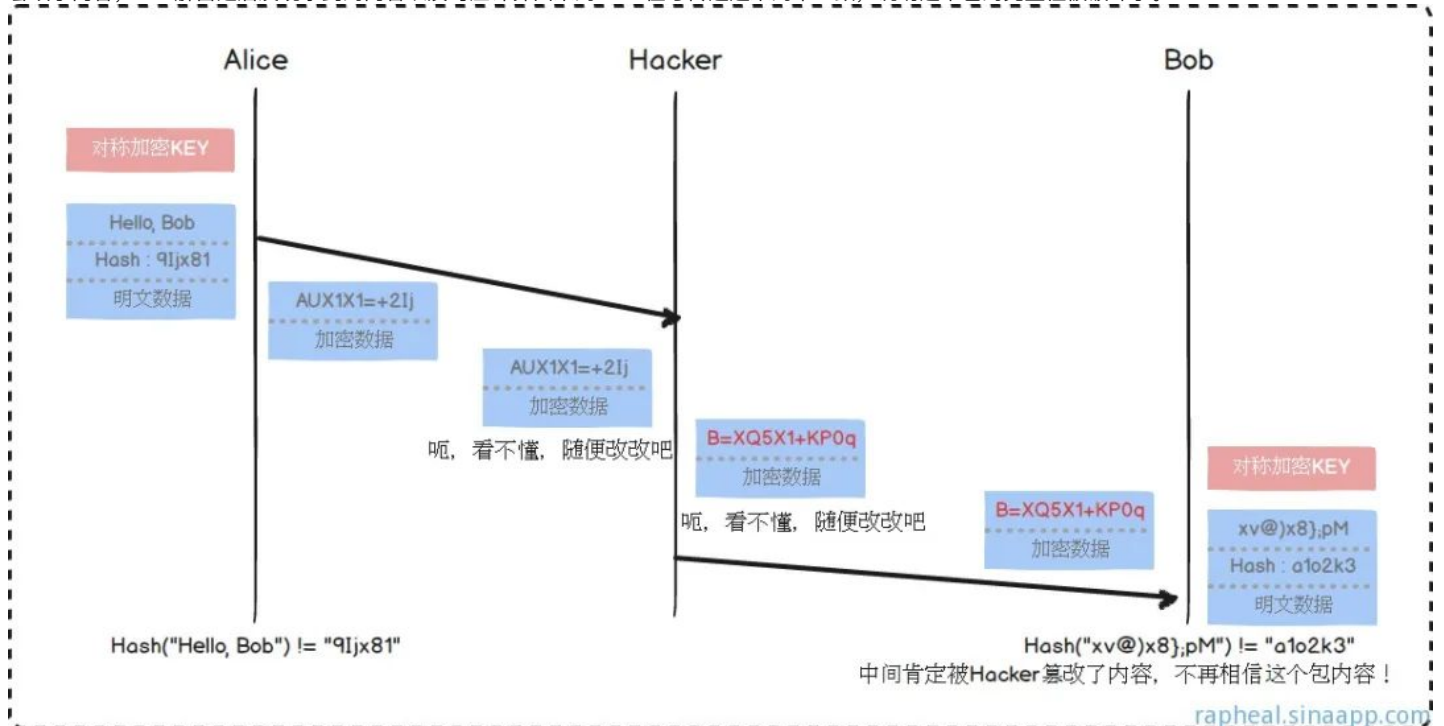 Alice
Hacker
Bob
对称加密KEY
Hello, Bob
Hash : 9Ijx81
明文数据
AUX1X1=+2Ij
加密数据
AUX1X1=+2Ij
加密数据
呃，看不懂，随便改改吧
B=XQ5X1+KP0q
加密数据
呃，看不懂，随便改改吧
对称加密KEY
B=XQ5X1+KP0q
加密数据
xv@)x8};pM
Hash : a1o2k3
明文数据
Hash("Hello, Bob") != "9Ijx81"
Hash("xv@)x8};pM") != "a1o2k3"
中间肯定被Hacker篡改了内容，不再相信这个包内容！
rapheal.sinaapp.com